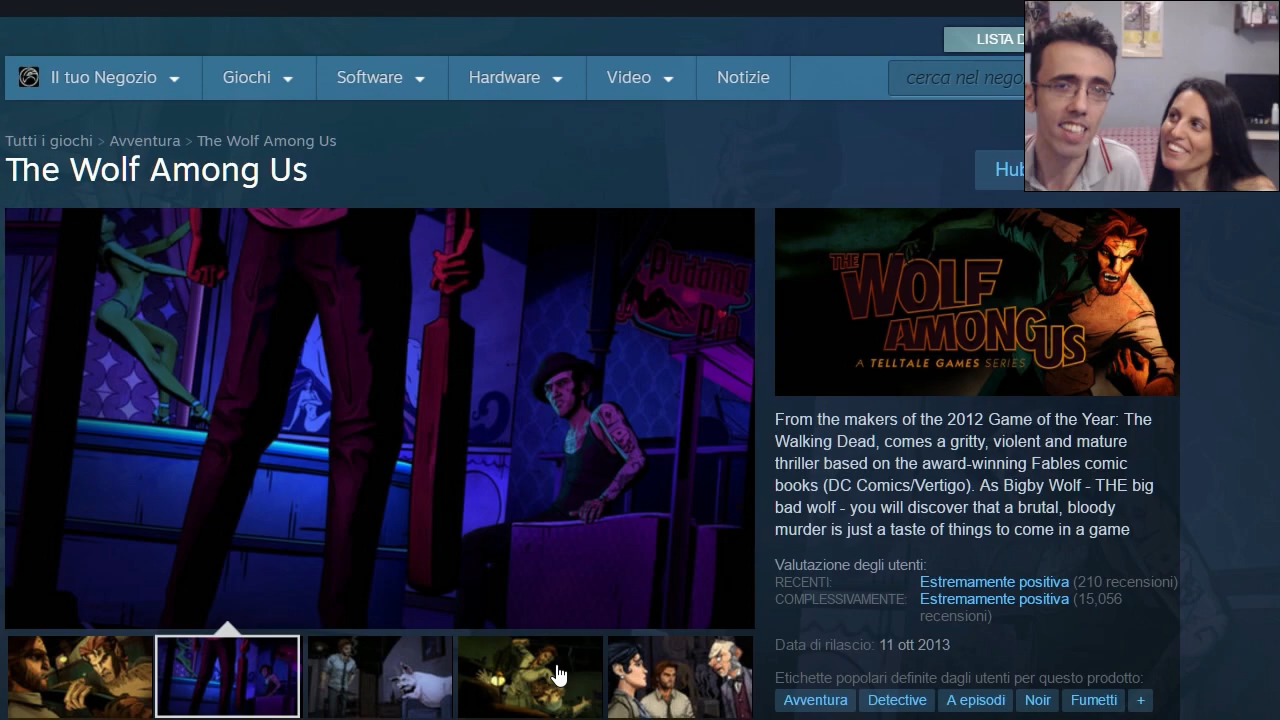 LISTA D
Il tuo Negozio
Giochi
Software
Hardware
Video
Notizie
cerca nel nego
Tutti i giochi > Avventura > The Wolf Among Us
The Wolf Among Us
Hub
Pudding
THE
WOLF
AMONG US
A TELLTALE GAMES SERIES
From the makers of the 2012 Game of the Year: The
Walking Dead, comes a gritty, violent and mature
thriller based on the award-winning Fables comic
books (DC Comics/Vertigo). As Bigby Wolf - THE big
bad wolf - you will discover that a brutal, bloody
murder is just a taste of things to come in a game
Valutazione degli utenti:
RECENTI: Estremamente positiva (210 recensioni)
COMPLESSIVAMENTE: Estremamente positiva (15,056
recensioni)
Data di rilascio: 11 ott 2013
Etichette popolari definite dagli utenti per questo prodotto:
Avventura Detective A episodi Noir Fumetti +